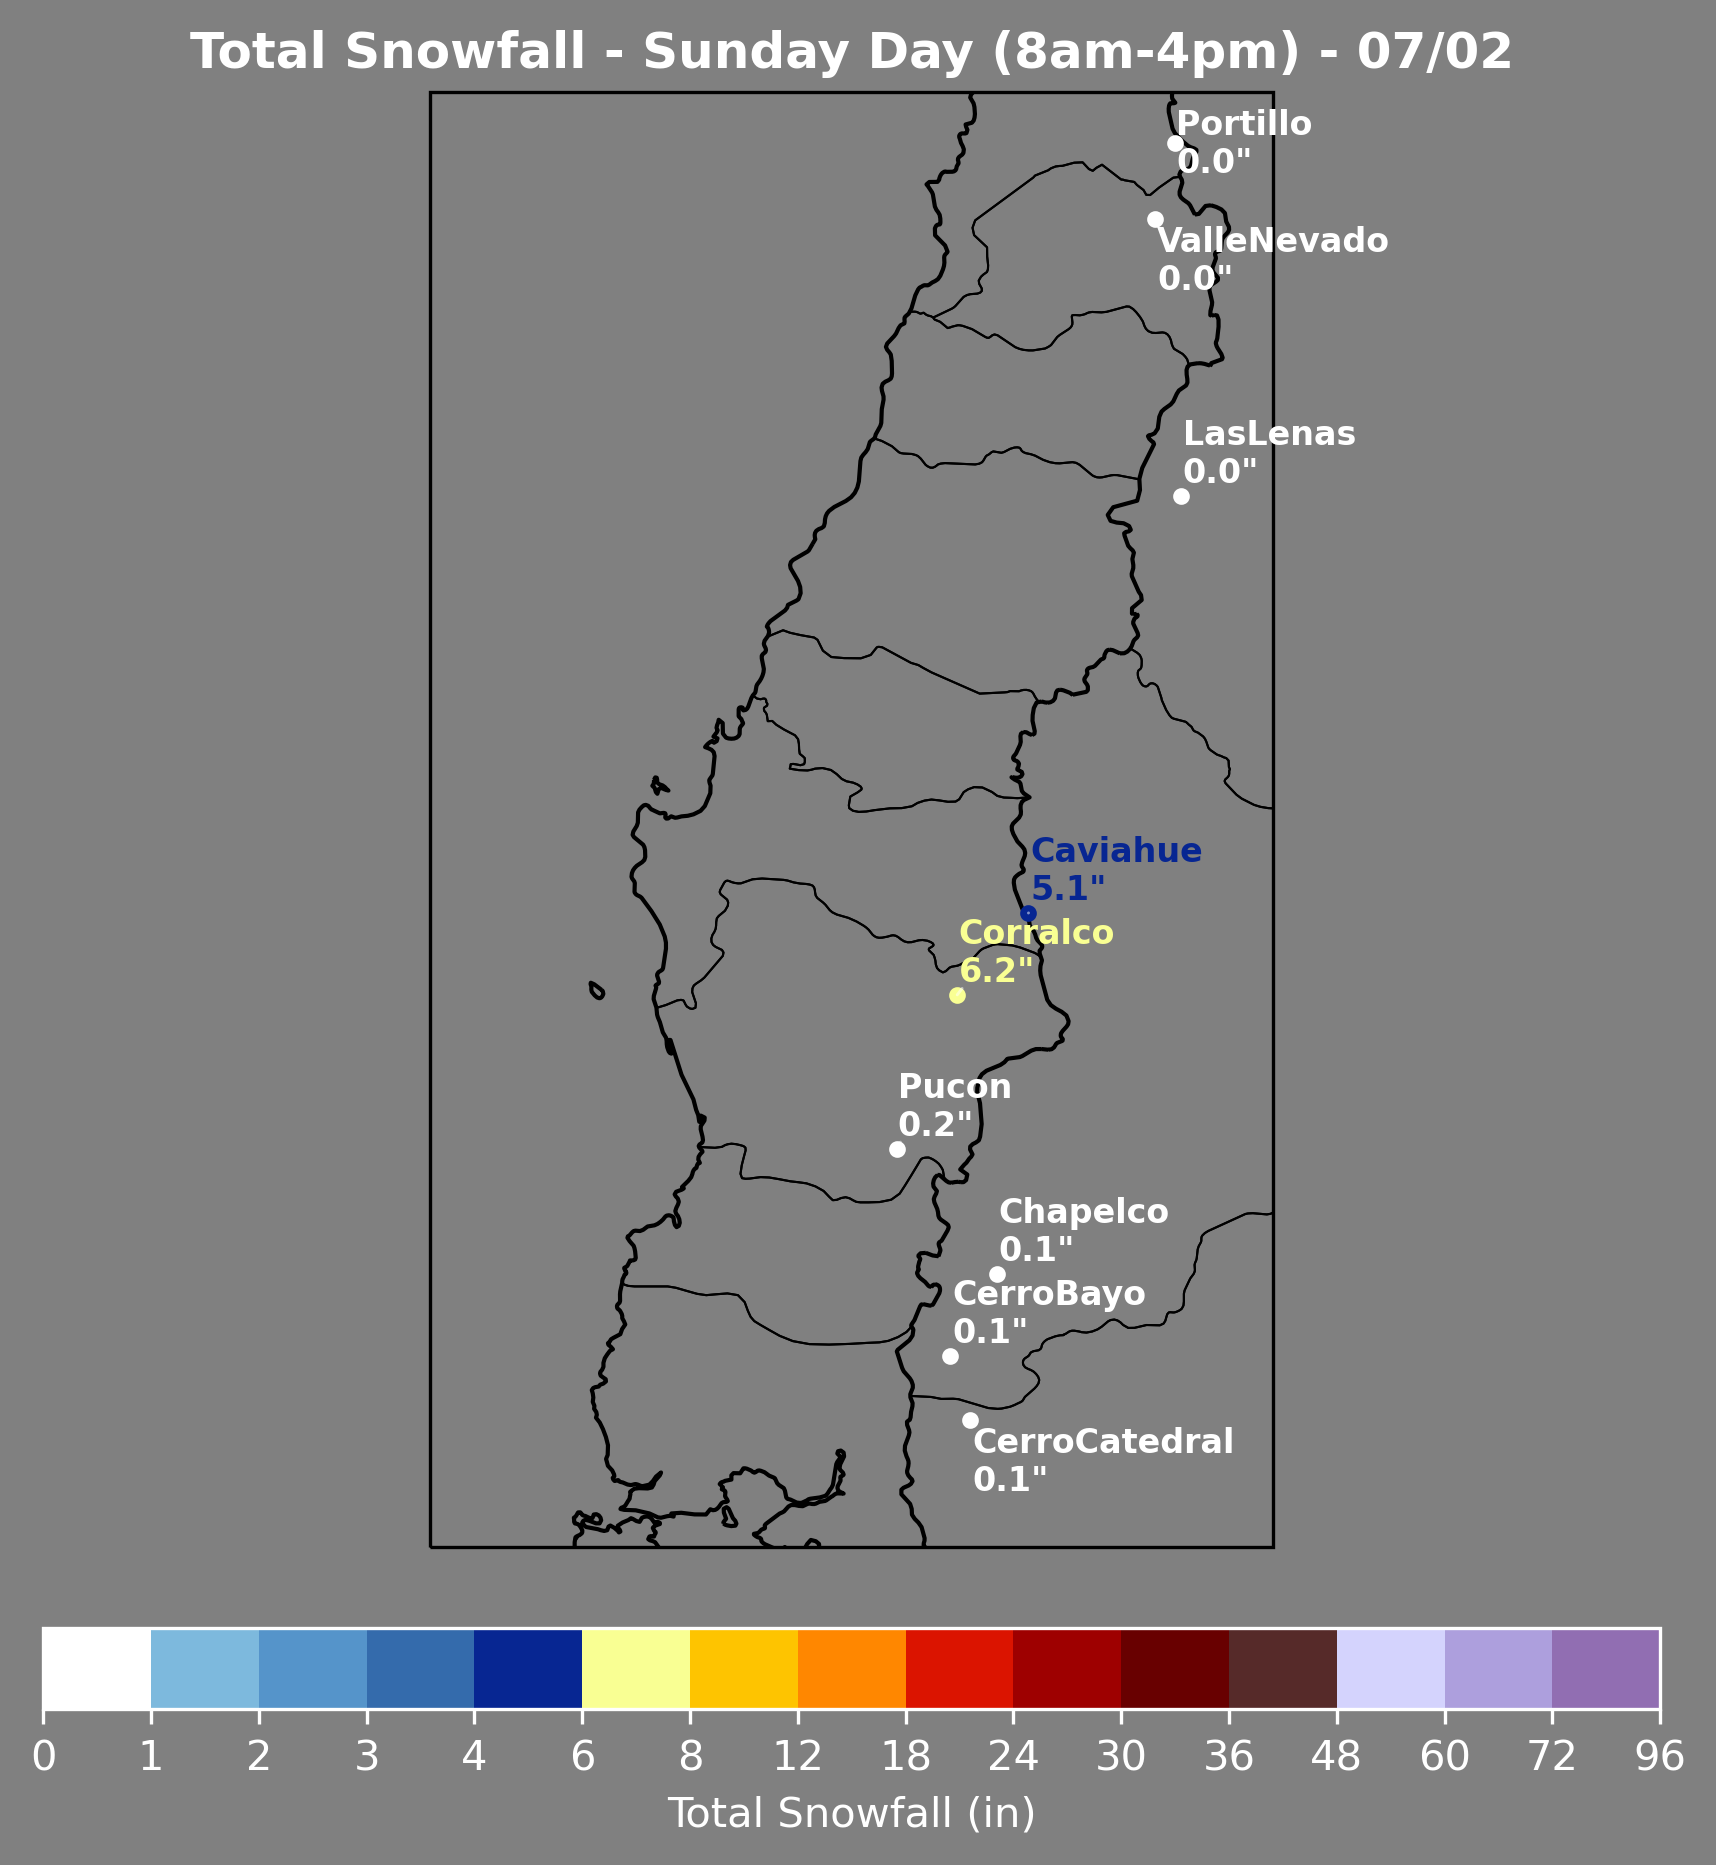 Total Snowfall - Sunday Day (8am-4pm) - 07/02
Portillo
0.0"
ValleNevado
0.0"
LasLenas
0.0"
Caviahue
5.1"
Corralco
6.2"
Pucon
0.2"
Chapelco
0.1"
CerroBayo
0.1"
CerroCatedral
0.1"
0 1 2 3 4 6 8 12 18 24 30 36 48 60 72 96
Total Snowfall (in)